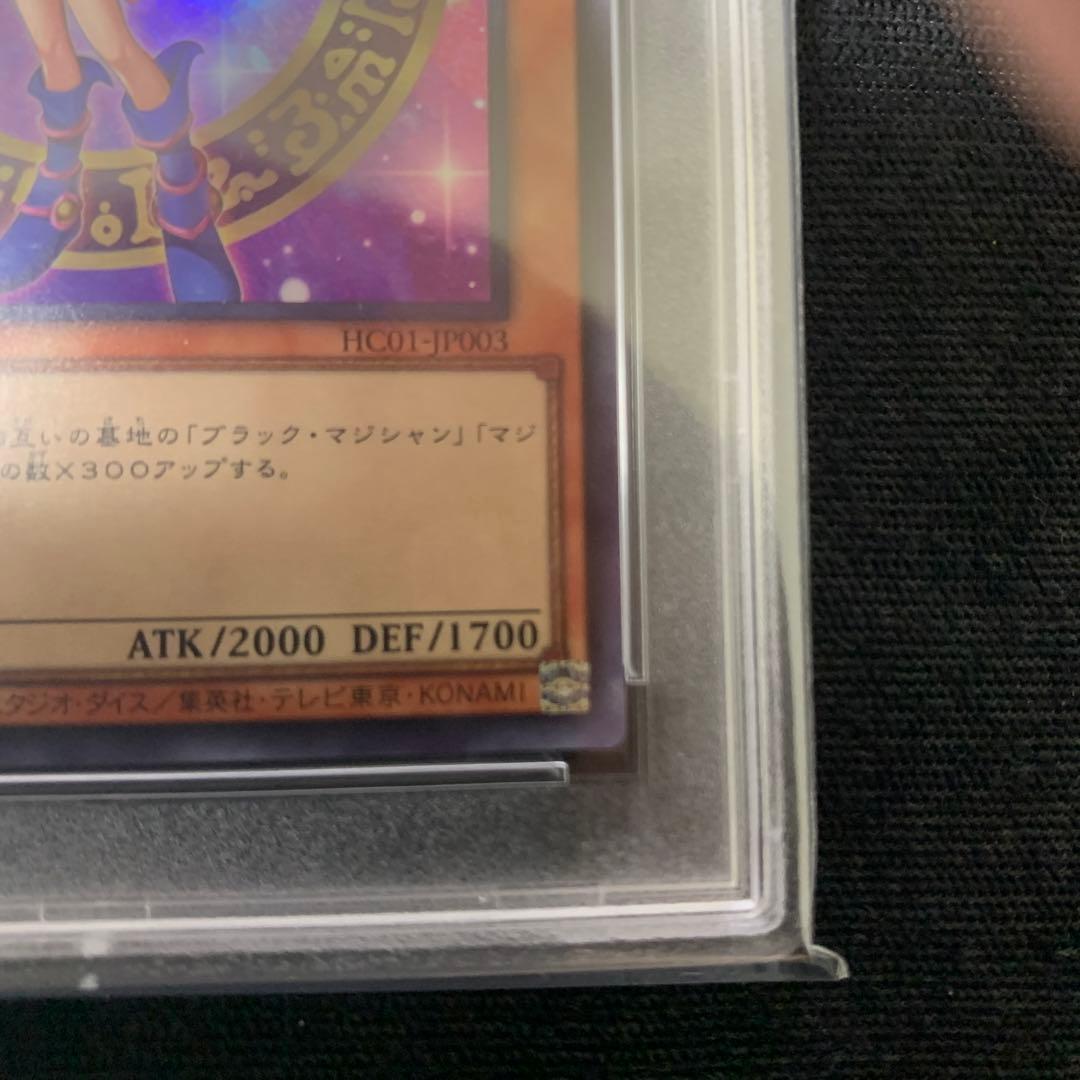 HC01-JP003
互いの墓地の「ブラック・マジシャン」「マジ
の数×300アップする。
ATK/2000 DEF/1700
スタジオ・ダイス/集英社・テレビ東京・KONAMI